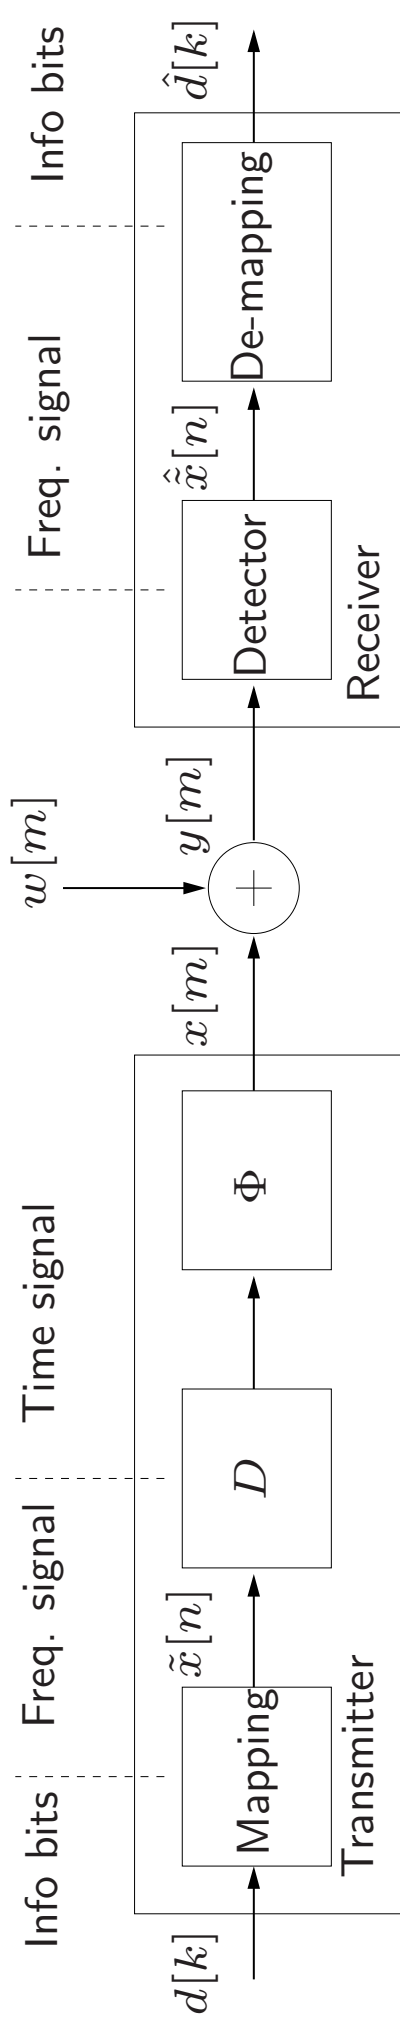 Info bits
Freq. signal
Time signal
Freq. signal
Info bits
w[m]
d[k]
x̃[n]
x[m]
y[m]
x̃̂[n]
d̂[k]
Mapping
D
Φ
+
Detector
De-mapping
Transmitter
Receiver